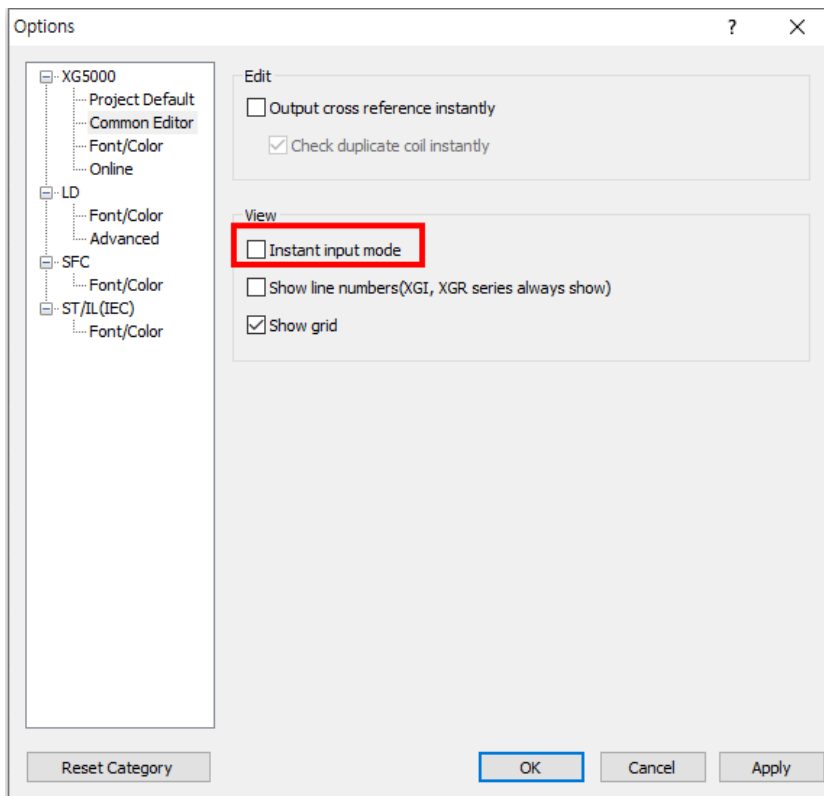 Options
?
XG5000
Project Default
Common Editor
Font/Color
Online
LD
Font/Color
Advanced
SFC
Font/Color
ST/IL(IEC)
Font/Color
Edit
Output cross reference instantly
Check duplicate coil instantly
View
Instant input mode
Show line numbers(XGI, XGR series always show)
Show grid
Reset Category
OK
Cancel
Apply